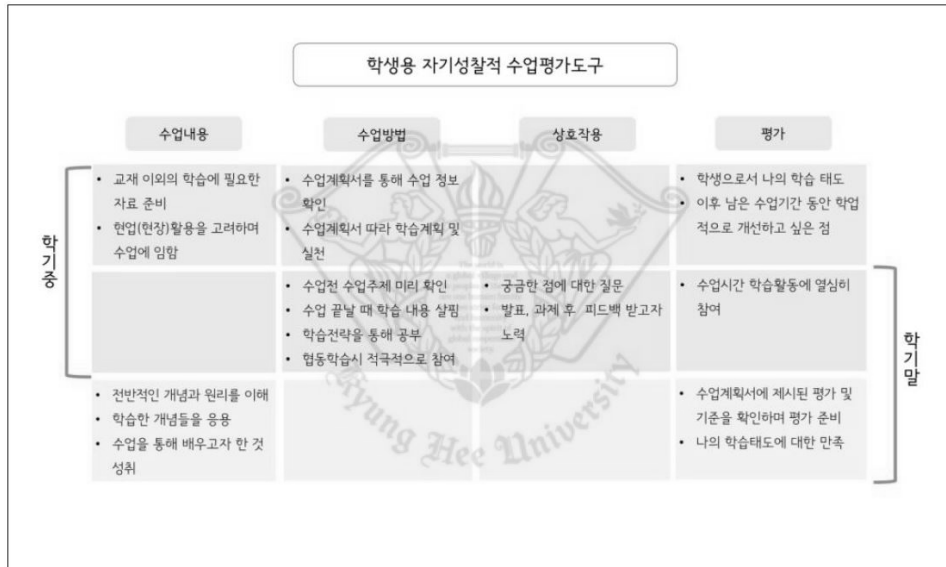 학생용 자기성찰적 수업평가도구
수업내용
수업방법
상호작용
평가
학기중
• 교재 이외의 학습에 필요한
자료 준비
• 현업(현장)활용을 고려하며
수업에 임함
• 수업계획서를 통해 수업 정보
확인
• 수업계획서 따라 학습계획 및
실천
• 학생으로서 나의 학습 태도
• 이후 남은 수업기간 동안 학업
적으로 개선하고 싶은 점
• 수업전 수업주제 미리 확인
• 수업 끝날 때 학습 내용 살핌
• 학습전략을 통해 공부
• 협동학습시 적극적으로 참여
• 궁금한 점에 대한 질문
• 발표, 과제 후 피드백 받고자
노력
• 수업시간 학습활동에 열심히
참여
학기말
• 전반적인 개념과 원리를 이해
• 학습한 개념들을 응용
• 수업을 통해 배우고자 한 것
성취
• 수업계획서에 제시된 평가 및
기준을 확인하며 평가 준비
• 나의 학습태도에 대한 만족
Kyung Hee University